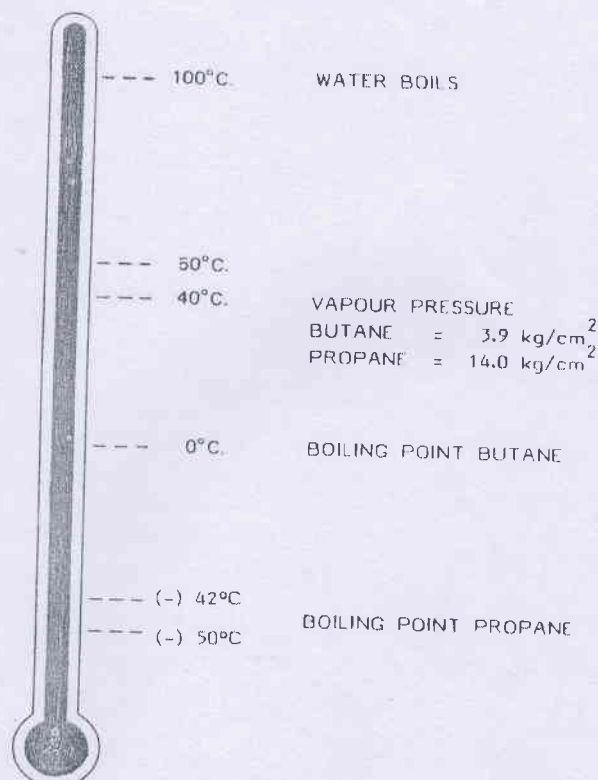 --- 100°C. WATER BOILS
--- 50°C.
--- 40°C. VAPOUR PRESSURE
BUTANE = 3.9 kg/cm²
PROPANE = 14.0 kg/cm²
--- 0°C. BOILING POINT BUTANE
--- (-) 42°C
BOILING POINT PROPANE
--- (-) 50°C